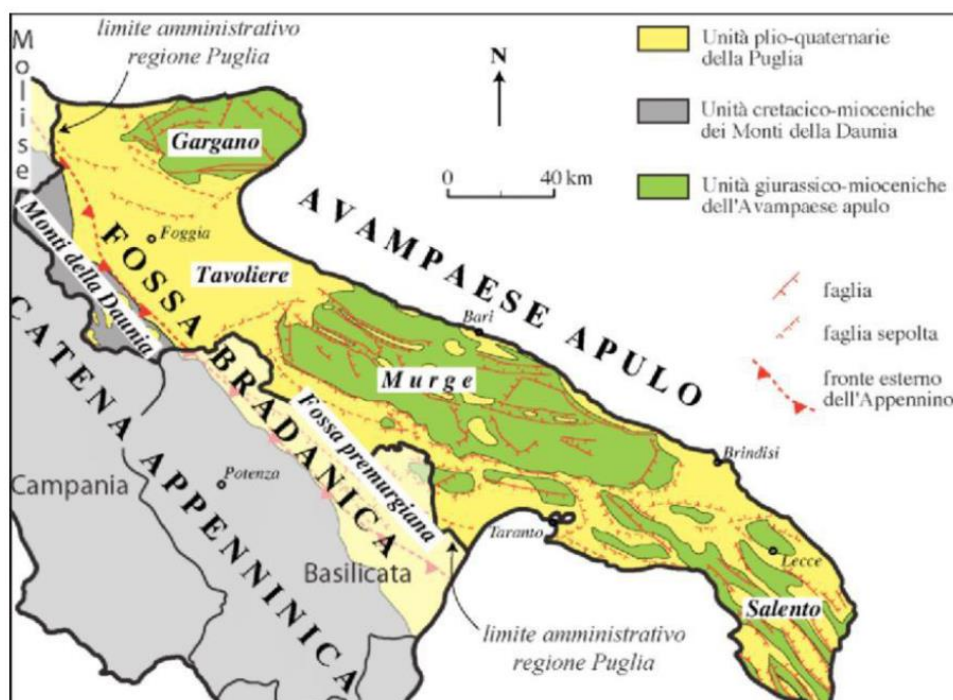 limite amministrativo
regione Puglia
Molise
N
0 40 km
Unità plio-quaternarie
della Puglia
Unità cretacico-mioceniche
dei Monti della Daunia
Unità giurassico-mioceniche
dell'Avampaese apulo
faglia
faglia sepolta
fronte esterno
dell'Appennino
Gargano
AVAMPAESE APULO
Foggia
Monti della Daunia
FOSSA BRADANICA
Tavoliere
Bari
Murge
Fossa premurgiana
CATENA APPENNINICA
Potenza
Campania
Brindisi
Taranto
Basilicata
Lecce
Salento
limite amministrativo
regione Puglia